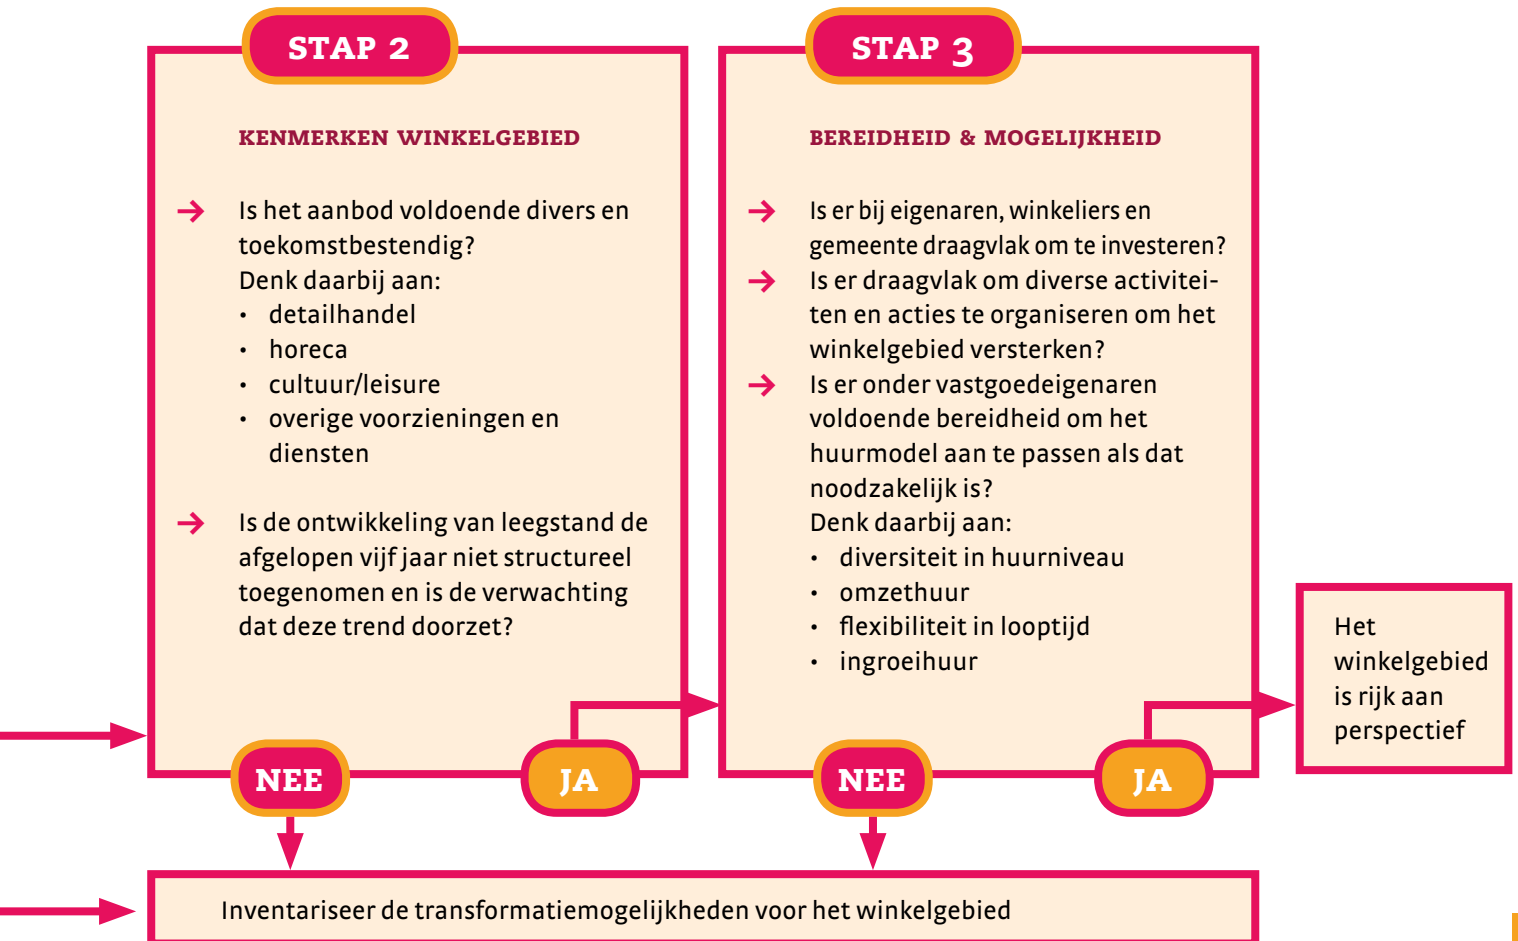 STAP 2
KENMERKEN WINKELGEBIED
→ Is het aanbod voldoende divers en
toekomstbestendig?
Denk daarbij aan:
• detailhandel
• horeca
• cultuur/leisure
• overige voorzieningen en
diensten
→ Is de ontwikkeling van leegstand de
afgelopen vijf jaar niet structureel
toegenomen en is de verwachting
dat deze trend doorzet?
NEE
JA
STAP 3
BEREIDHEID & MOGELIJKHEID
→ Is er bij eigenaren, winkeliers en
gemeente draagvlak om te investeren?
→ Is er draagvlak om diverse activitei-
ten en acties te organiseren om het
winkelgebied versterken?
→ Is er onder vastgoedeigenaren
voldoende bereidheid om het
huurmodel aan te passen als dat
noodzakelijk is?
Denk daarbij aan:
• diversiteit in huurniveau
• omzethuur
• flexibiliteit in looptijd
• ingroeihuur
NEE
JA
Het
winkelgebied
is rijk aan
perspectief
Inventariseer de transformatiemogelijkheden voor het winkelgebied